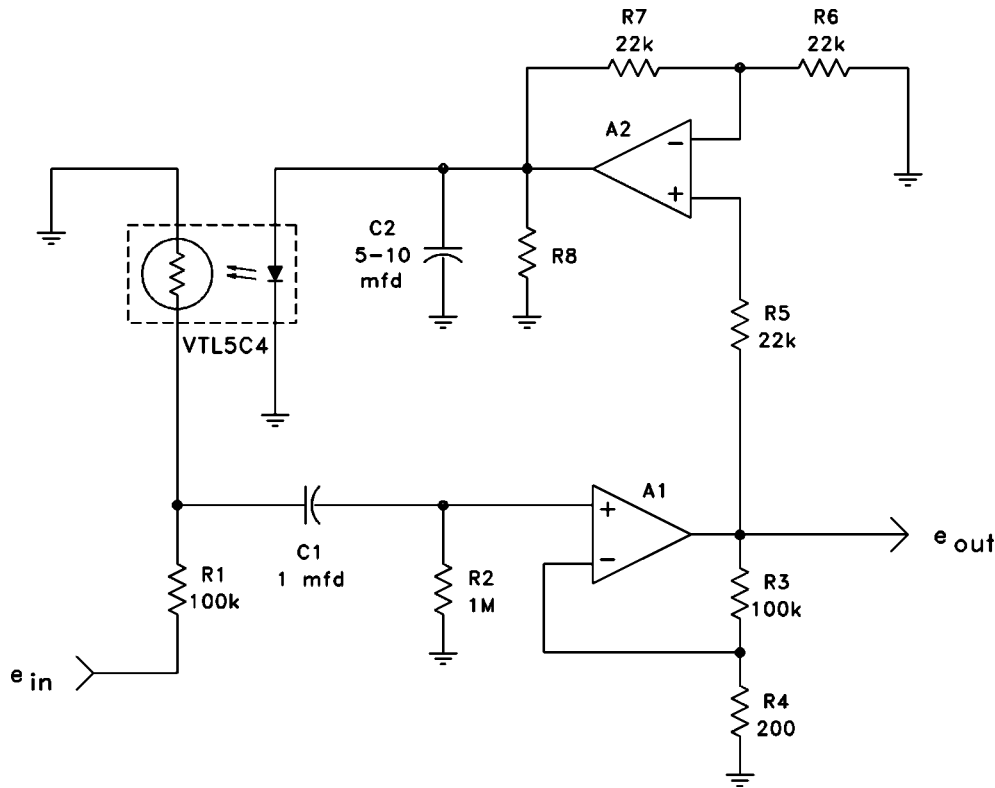 R7
22k
R6
22k
A2
−
+
C2
5-10
mfd
R8
R5
22k
VTL5C4
A1
+
−
e out
C1
1 mfd
R1
100k
R2
1M
R3
100k
e in
R4
200